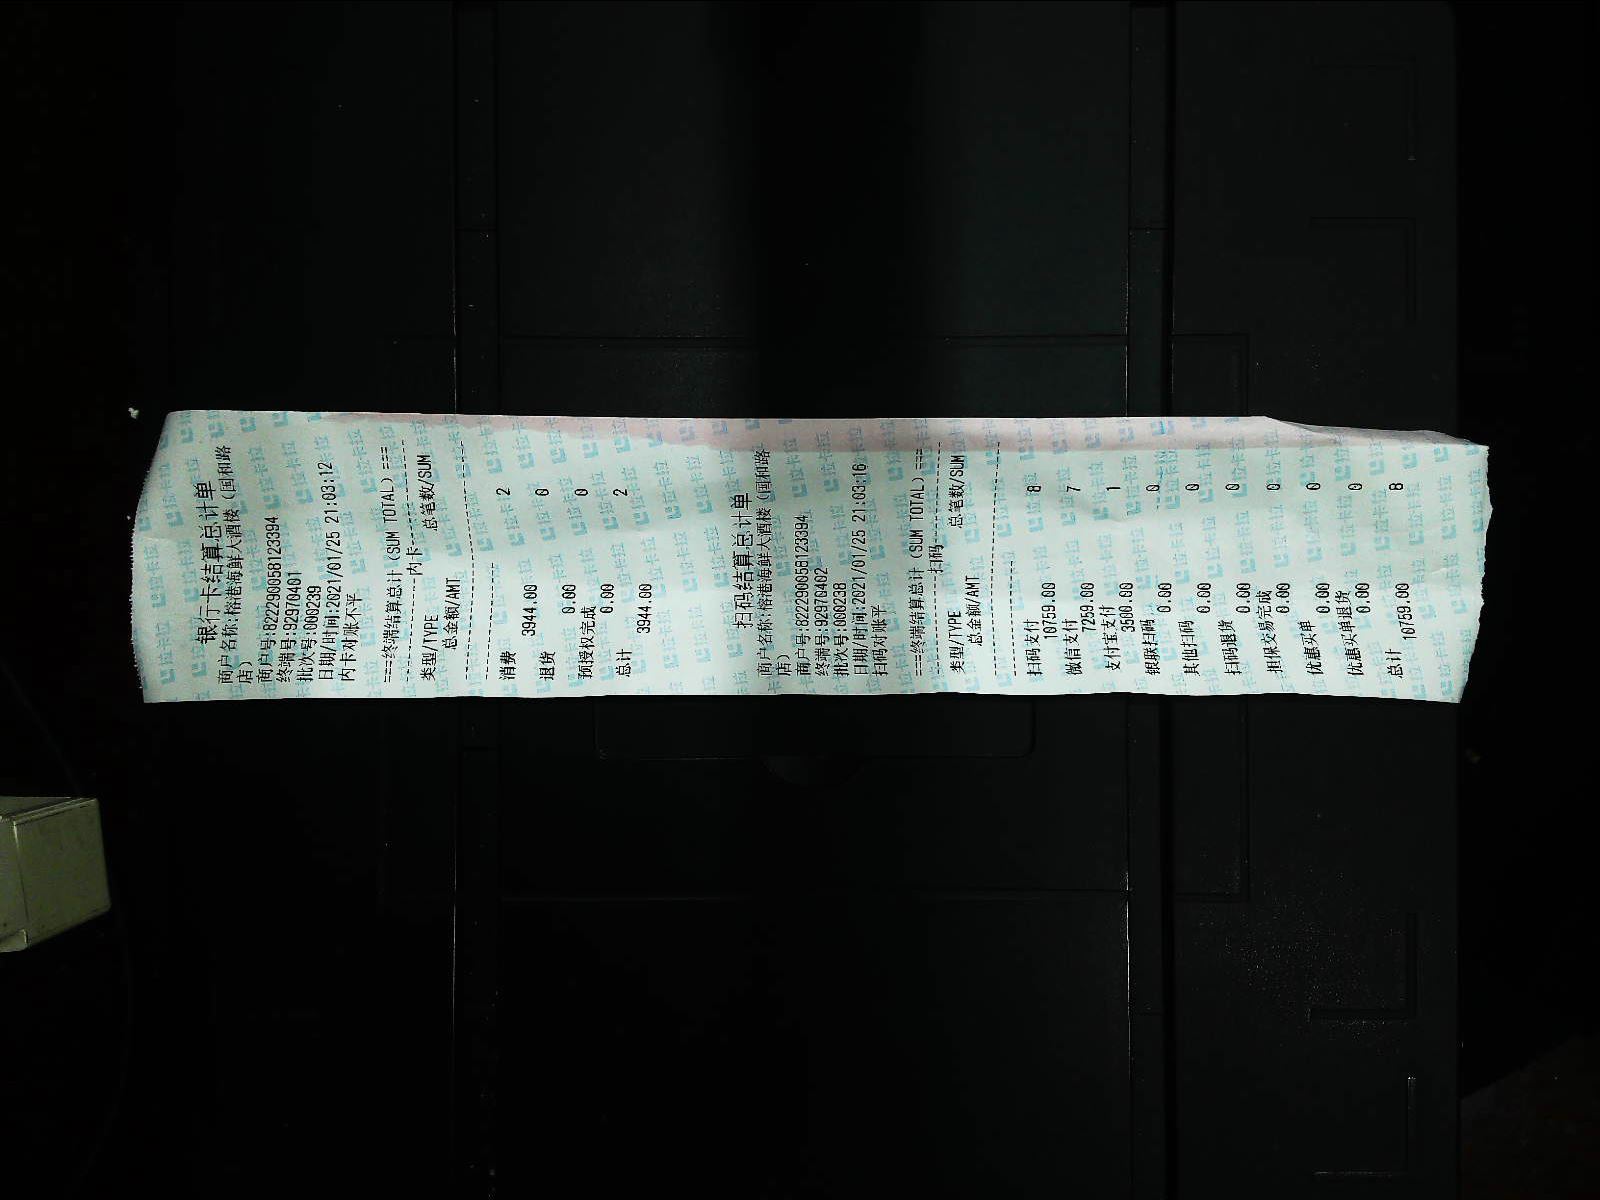 银行卡结算总计单
商户名称:榕港海鲜大酒楼（国和路
店）
商户号:822290058123394
终端号:92970401
批次号:000239
日期/时间:2021/01/25 21:03:12
内卡对账不平
===终端结算总计（SUM TOTAL）===
----------内卡----------
类型/TYPE 总笔数/SUM
总金额/AMT
消费 2
3944.00
退货 0
0.00
预授权完成 0
0.00
总计 2
3944.00
扫码结算总计单
商户名称:榕港海鲜大酒楼（国和路
店）
商户号:822290058123394
终端号:92970402
批次号:000238
日期/时间:2021/01/25 21:03:16
扫码对账平
===终端结算总计（SUM TOTAL）===
----------扫码----------
类型/TYPE 总笔数/SUM
总金额/AMT
扫码支付 8
10759.00
微信支付 7
7259.00
支付宝支付 1
3500.00
银联扫码 0
0.00
其他扫码 0
0.00
扫码退货 0
0.00
担保交易完成 0
0.00
优惠买单 0
0.00
优惠买单退货 0
0.00
总计 8
10759.00